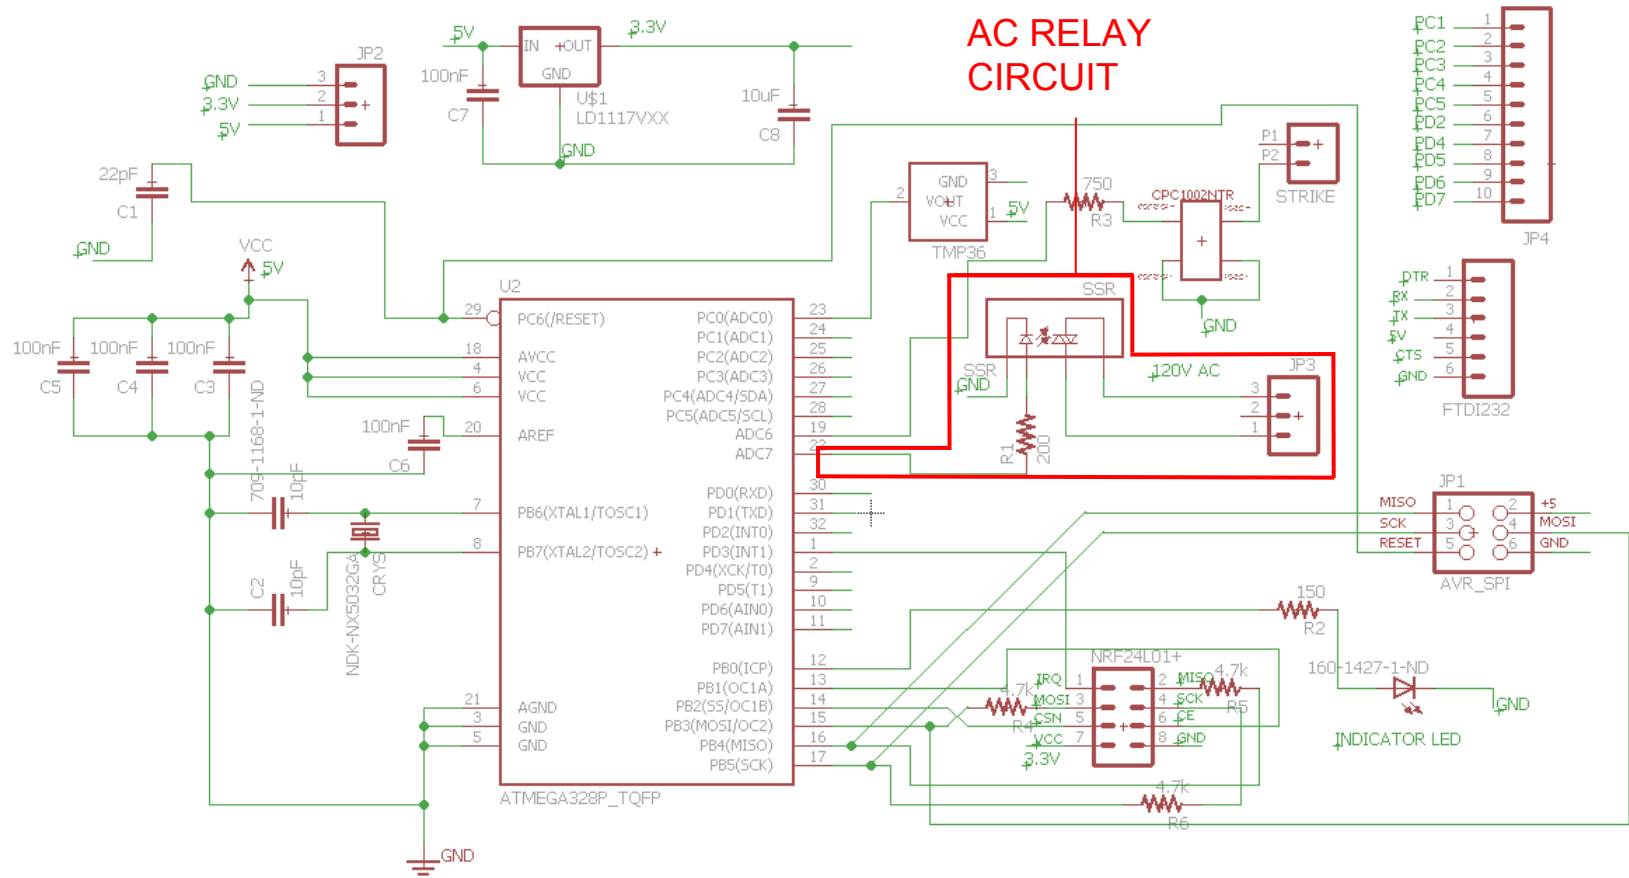 AC RELAY
CIRCUIT
JP2
GND 3
3.3V 2
5V 1
5V
IN +OUT
GND
3.3V
100nF
C7
U$1
LD1117VXX
10uF
C8
GND
PC1 1
PC2 2
PC3 3
PC4 4
PC5 5
PD2 6
PD4 7
PD5 8
PD6 9
PD7 10
JP4
22pF
C1
GND
VCC
5V
2
GND 3
VOUT
VCC 1
5V
TMP36
750
R3
CPC1002NTR
P1
P2
STRIKE
GND
DTR 1
RX 2
TX 3
5V 4
CTS 5
GND 6
FTDI232
SSR
SSR
GND
R1
200
120V AC
JP3
3
2
1
100nF
C5
100nF
C4
100nF
C3
100nF
C6
709-1168-1-ND
10pF
C2
10pF
NDK-NX5032GA
CRYS
U2
29 PC6(/RESET)
18 AVCC
4 VCC
6 VCC
20 AREF
7 PB6(XTAL1/TOSC1)
8 PB7(XTAL2/TOSC2)
21 AGND
3 GND
5 GND
PC0(ADC0) 23
PC1(ADC1) 24
PC2(ADC2) 25
PC3(ADC3) 26
PC4(ADC4/SDA) 27
PC5(ADC5/SCL) 28
ADC6 19
ADC7 22
PD0(RXD) 30
PD1(TXD) 31
PD2(INT0) 32
PD3(INT1) 1
PD4(XCK/T0) 2
PD5(T1) 9
PD6(AIN0) 10
PD7(AIN1) 11
PB0(ICP) 12
PB1(OC1A) 13
PB2(SS/OC1B) 14
PB3(MOSI/OC2) 15
PB4(MISO) 16
PB5(SCK) 17
ATMEGA328P_TQFP
GND
JP1
MISO 1 2 +5
SCK 3 4 MOSI
RESET 5 6 GND
AVR_SPI
150
R2
160-1427-1-ND
GND
INDICATOR LED
NRF24L01+
IRQ 1 2 MISO
MOSI 3 4 SCK
CSN 5 6 CE
VCC 7 8 GND
3.3V
4.7k
R4
4.7k
R5
4.7k
R6